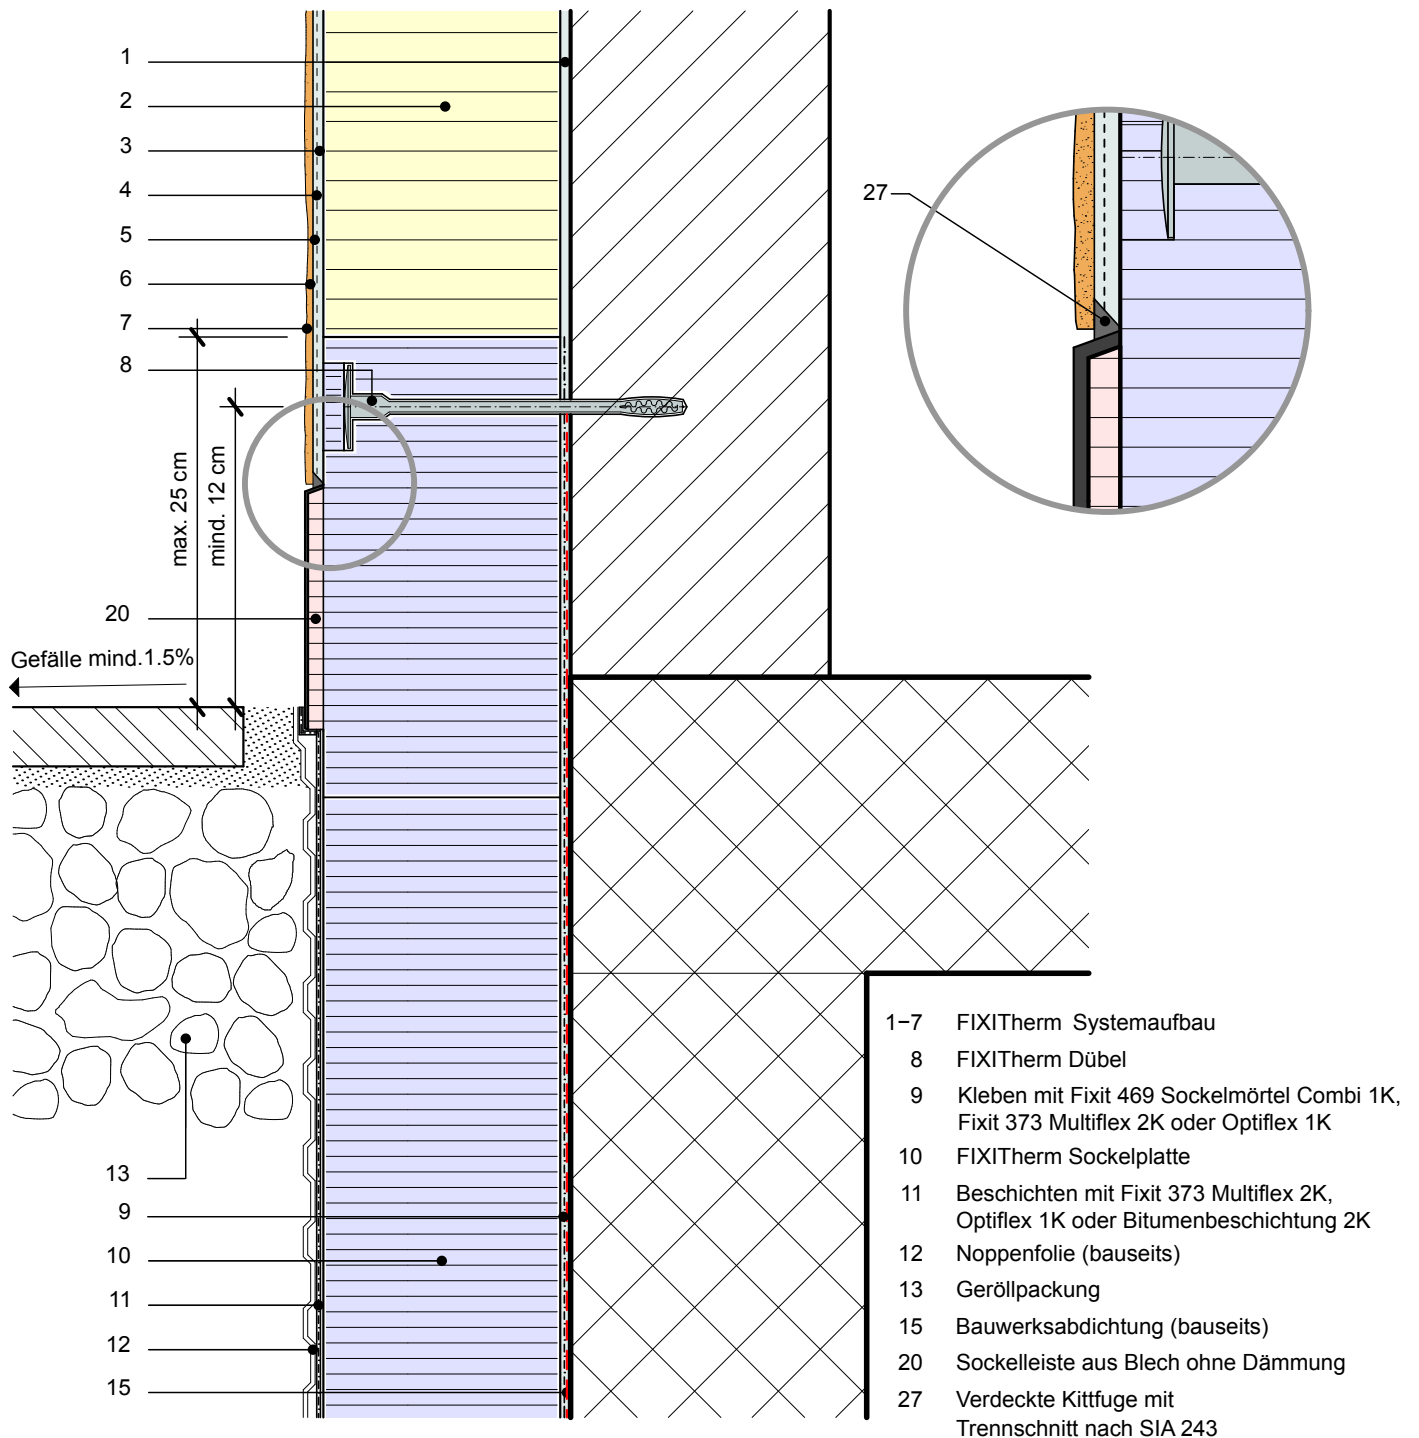 1
2
3
4
5
6
7
8
27
max. 25 cm
mind. 12 cm
20
Gefälle mind.1.5%
13
9
10
11
12
15
1–7 FIXITherm Systemaufbau
8 FIXITherm Dübel
9 Kleben mit Fixit 469 Sockelmörtel Combi 1K,
Fixit 373 Multiflex 2K oder Optiflex 1K
10 FIXITherm Sockelplatte
11 Beschichten mit Fixit 373 Multiflex 2K,
Optiflex 1K oder Bitumenbeschichtung 2K
12 Noppenfolie (bauseits)
13 Geröllpackung
15 Bauwerksabdichtung (bauseits)
20 Sockelleiste aus Blech ohne Dämmung
27 Verdeckte Kittfuge mit
Trennschnitt nach SIA 243